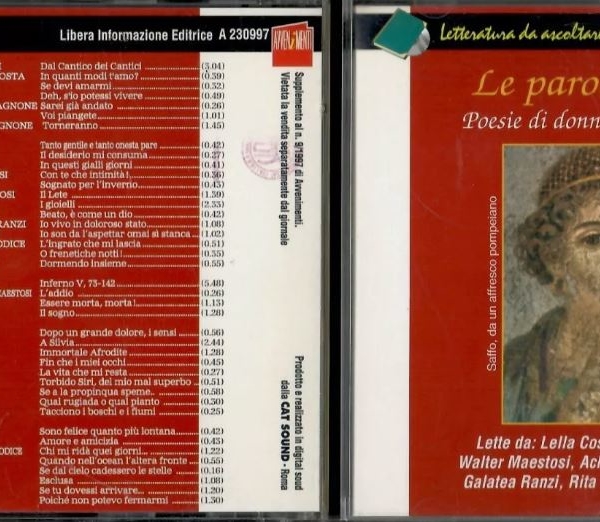 Libera Informazione Editrice A 230997
AVVENIMENTI
I Dal Cantico dei Cantici (3.04)
OSTA In quanti modi t'amo? (0.39)
Se devi amarmi (0.32)
Deh, s'io potessi vivere (0.49)
AGNONE Sarei già andato (0.26)
Voi piangete (1.01)
GNONE Torneranno (1.45)
Tanto gentile e tanto onesta pare (0.42)
Il desiderio mi consuma (0.27)
In questi gialli giorni (0.41)
SI Con te che intimità! (0.36)
Sognato per l'inverno (0.43)
OSI Il Lete (1.39)
I gioielli (2.33)
Beato, è come un dio (0.42)
RANZI Io vivo in doloroso stato (1.08)
Io son da l'aspettar omai sì stanca (1.02)
ODICE L'ingrato che mi lascia (0.51)
O frenetiche notti! (0.35)
Dormendo insieme (0.55)
Inferno V, 73-142 (5.48)
MAESTOSI L'addio (0.26)
Essere morta, morta! (1.13)
Il sogno (1.28)
Dopo un grande dolore, i sensi (0.56)
A Silvia (2.44)
Immortale Afrodite (1.28)
Fin che i miei occhi (0.45)
La vita che mi resta (0.27)
Torbido Siri, del mio mal superbo (0.51)
Se a la propinqua speme (0.58)
Qual rugiada o qual pianto (0.30)
Tacciono i boschi e i fiumi (0.25)
Sono felice quanto più lontana (0.42)
Amore e amicizia (0.43)
ODICE Chi mi ridà quei giorni (1.22)
Quando nell'ocean l'altera fronte (0.55)
Se dal cielo cadessero le stelle (0.16)
Esclusa (1.08)
Se tu dovessi arrivare (1.20)
Poiché non potevo fermarmi (1.30)
Supplemento al n. 9/1997 di Avvenimenti.
Vietata la vendita separatamente dal giornale
Prodotto e realizzato in digital soud
dalla CAT SOUND - Roma
Letteratura da ascoltare
Le paro
Poesie di donn
Saffo, da un affresco pompeiano
Lette da: Lella Cos
Walter Maestosi, Ach
Galatea Ranzi, Rita